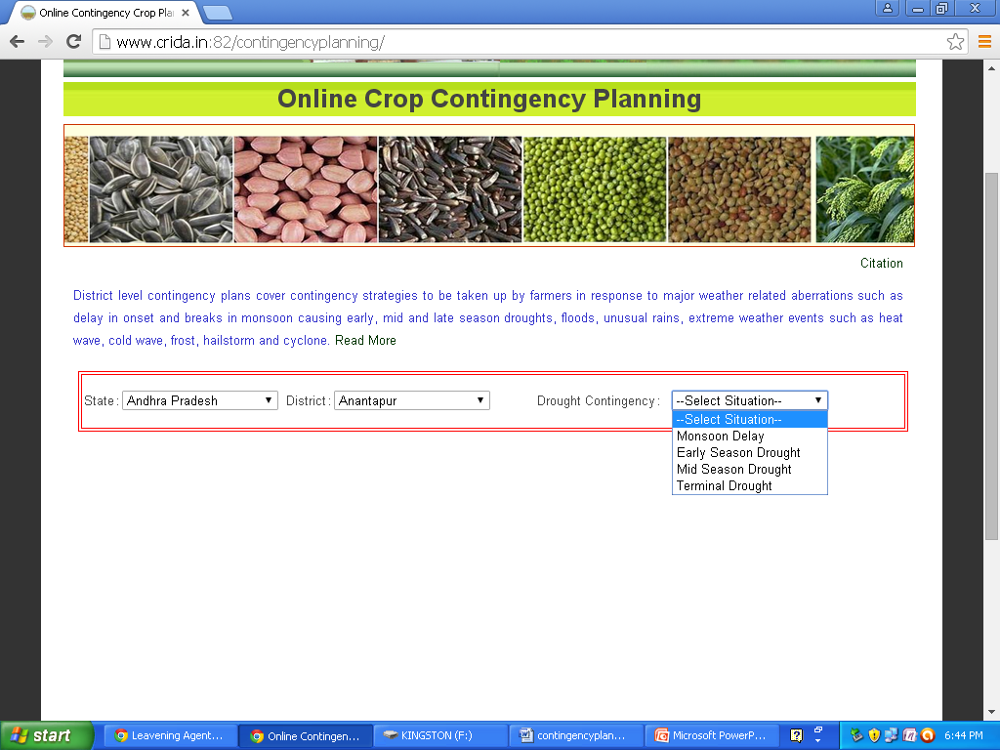 Online Contingency Crop Pla
www.crida.in:82/contingencyplanning/
Online Crop Contingency Planning
Citation
District level contingency plans cover contingency strategies to be taken up by farmers in response to major weather related aberrations such as
delay in onset and breaks in monsoon causing early, mid and late season droughts, floods, unusual rains, extreme weather events such as heat
wave, cold wave, frost, hailstorm and cyclone. Read More
State: Andhra Pradesh District: Anantapur Drought Contingency: --Select Situation--
--Select Situation--
Monsoon Delay
Early Season Drought
Mid Season Drought
Terminal Drought
start Leavening Agent... Online Contingen... KINGSTON (F:) contingencyplan... Microsoft PowerP... 6:44 PM